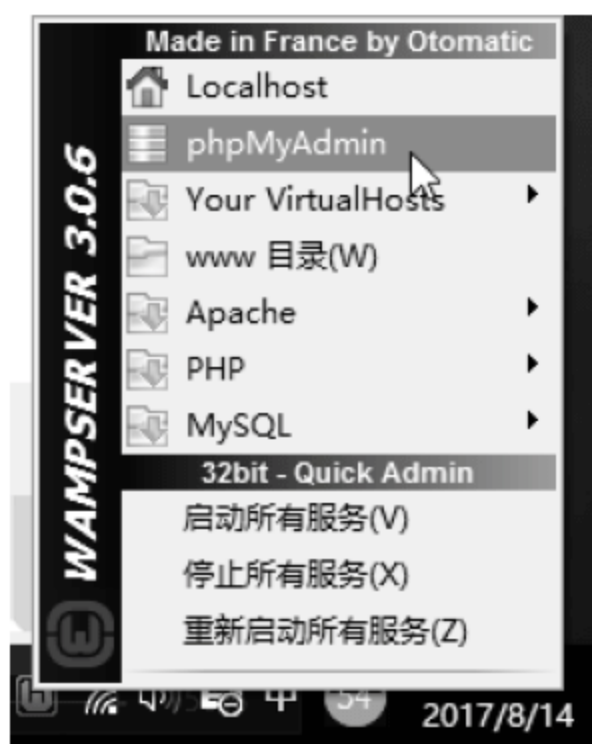 Made in France by Otomatic
Localhost
phpMyAdmin
Your VirtualHosts
www 目录(W)
Apache
PHP
MySQL
32bit - Quick Admin
启动所有服务(V)
停止所有服务(X)
重新启动所有服务(Z)
WAMPSERVER 3.0.6
中
54
2017/8/14